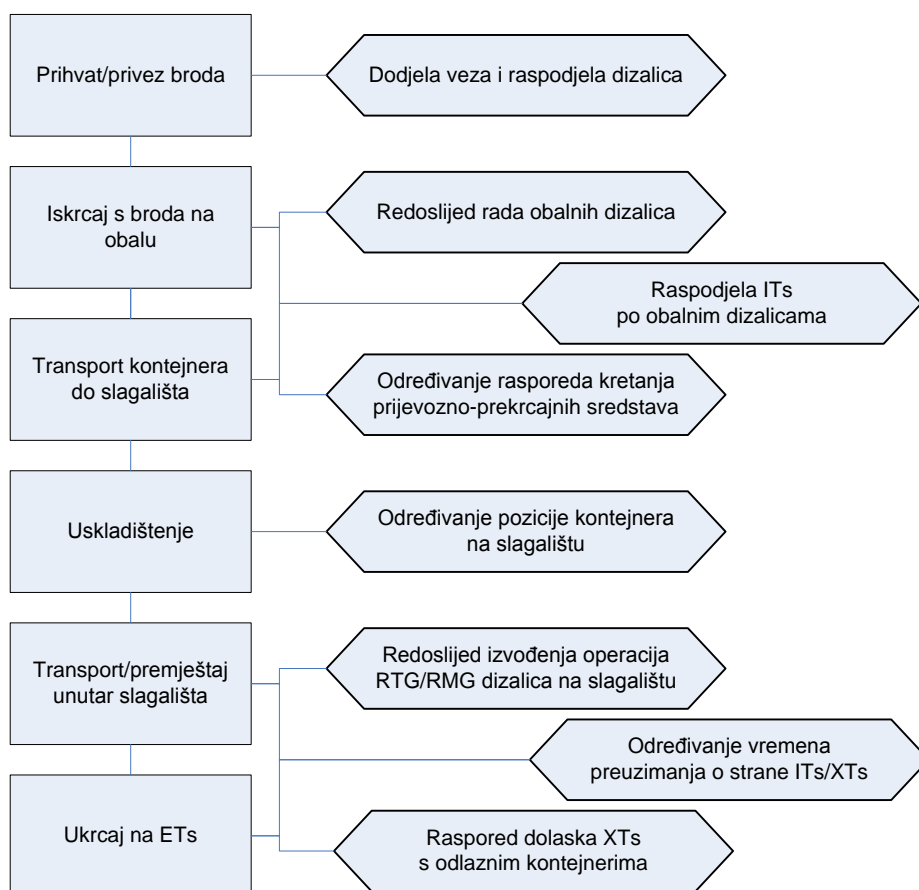 Prihvat/privez broda
Dodjela veza i raspodjela dizalica
Iskrcaj s broda na
obalu
Redoslijed rada obalnih dizalica
Raspodjela ITs
po obalnim dizalicama
Transport kontejnera
do slagališta
Određivanje rasporeda kretanja
prijevozno-prekrcajnih sredstava
Uskladištenje
Određivanje pozicije kontejnera
na slagalištu
Transport/premještaj
unutar slagališta
Redoslijed izvođenja operacija
RTG/RMG dizalica na slagalištu
Određivanje vremena
preuzimanja o strane ITs/XTs
Ukrcaj na ETs
Raspored dolaska XTs
s odlaznim kontejnerima